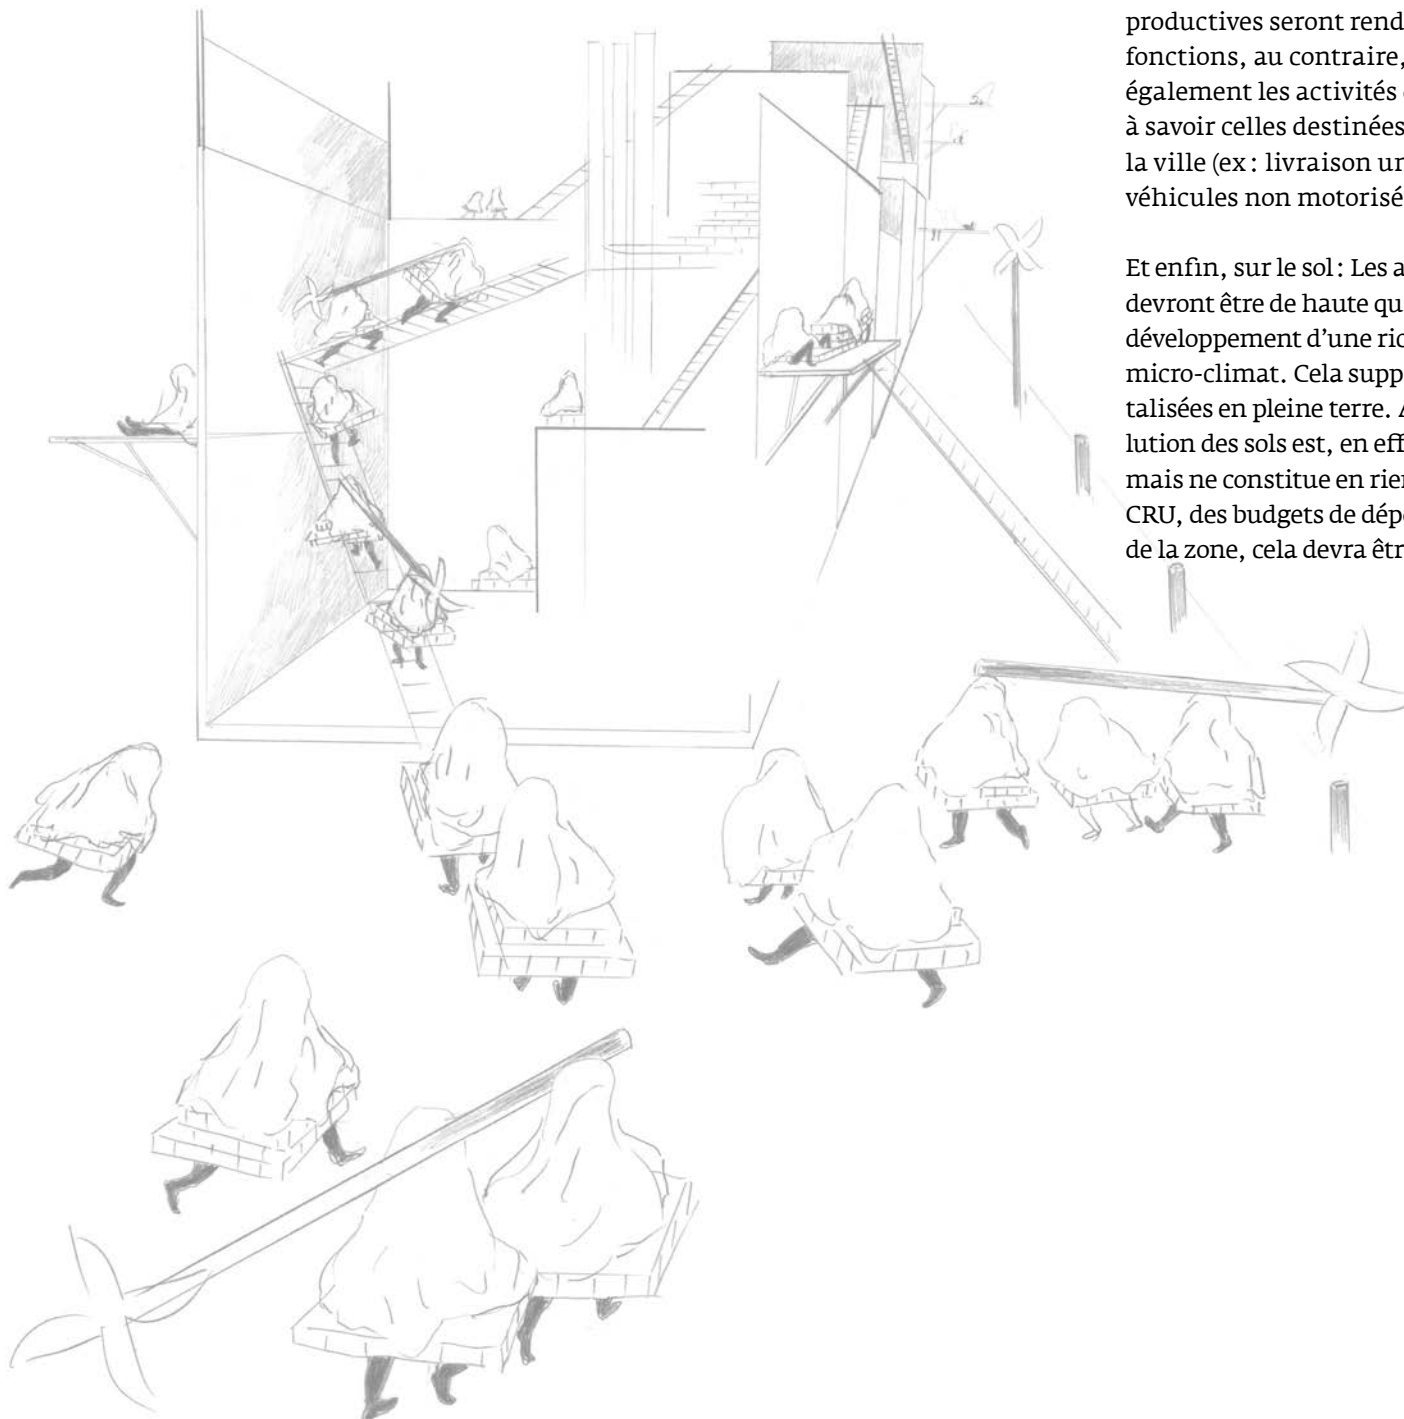 productives seront rend
fonctions, au contraire,
également les activités
à savoir celles destinées
la ville (ex : livraison ur
véhicules non motorisé
Et enfin, sur le sol : Les a
devront être de haute qu
développement d’une ric
micro-climat. Cela supp
talisées en pleine terre.
lution des sols est, en eff
mais ne constitue en rien
CRU, des budgets de dépo
de la zone, cela devra êtr